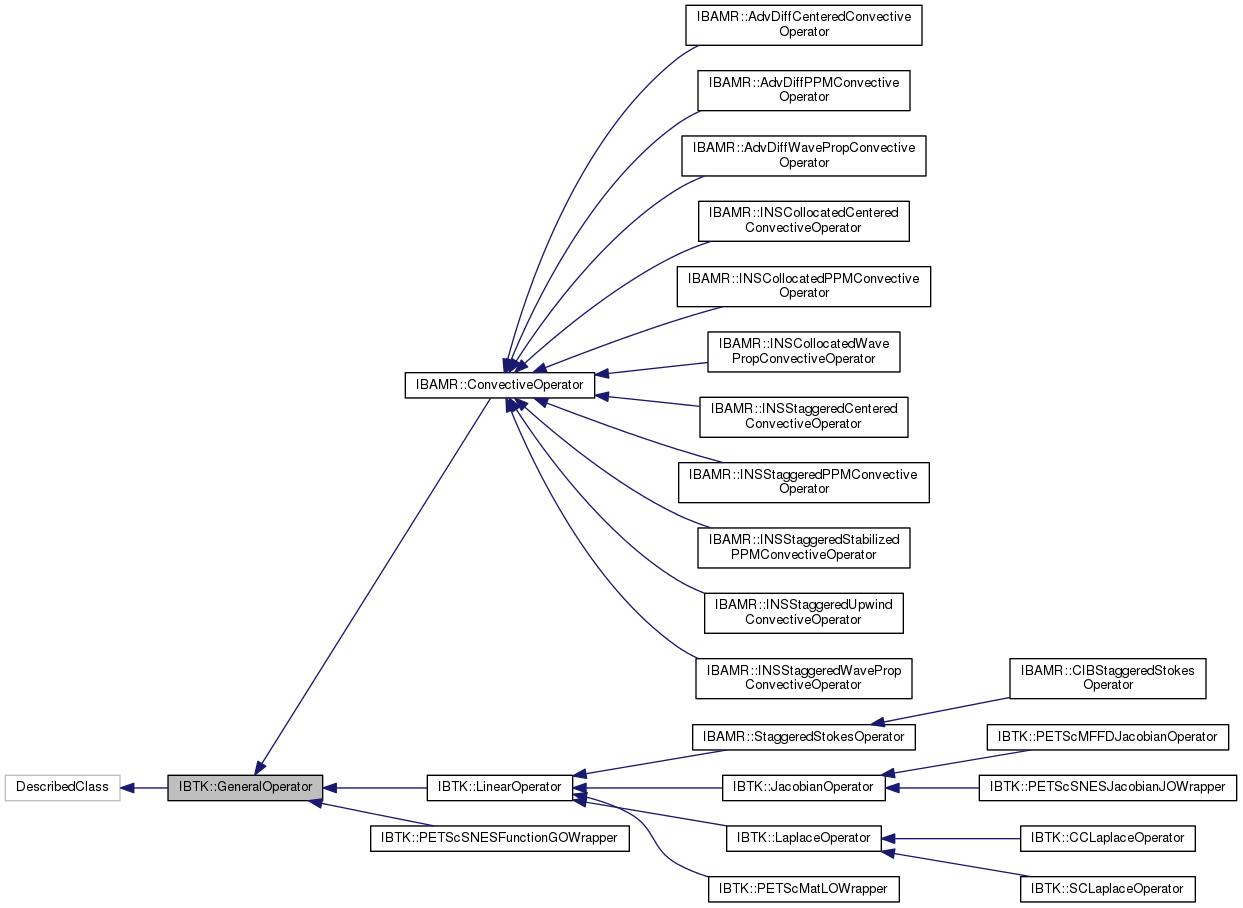 IBAMR::AdvDiffCenteredConvective
Operator
IBAMR::AdvDiffPPMConvective
Operator
IBAMR::AdvDiffWavePropConvective
Operator
IBAMR::INSCollocatedCentered
ConvectiveOperator
IBAMR::INSCollocatedPPMConvective
Operator
IBAMR::INSCollocatedWave
PropConvectiveOperator
IBAMR::ConvectiveOperator
IBAMR::INSStaggeredCentered
ConvectiveOperator
IBAMR::INSStaggeredPPMConvective
Operator
IBAMR::INSStaggeredStabilized
PPMConvectiveOperator
IBAMR::INSStaggeredUpwind
ConvectiveOperator
IBAMR::INSStaggeredWaveProp
ConvectiveOperator
IBAMR::CIBStaggeredStokes
Operator
IBAMR::StaggeredStokesOperator
IBTK::PETScMFFDJacobianOperator
DescribedClass
IBTK::GeneralOperator
IBTK::LinearOperator
IBTK::JacobianOperator
IBTK::PETScSNESJacobianJOWrapper
IBTK::PETScSNESFunctionGOWrapper
IBTK::LaplaceOperator
IBTK::CCLaplaceOperator
IBTK::PETScMatLOWrapper
IBTK::SCLaplaceOperator